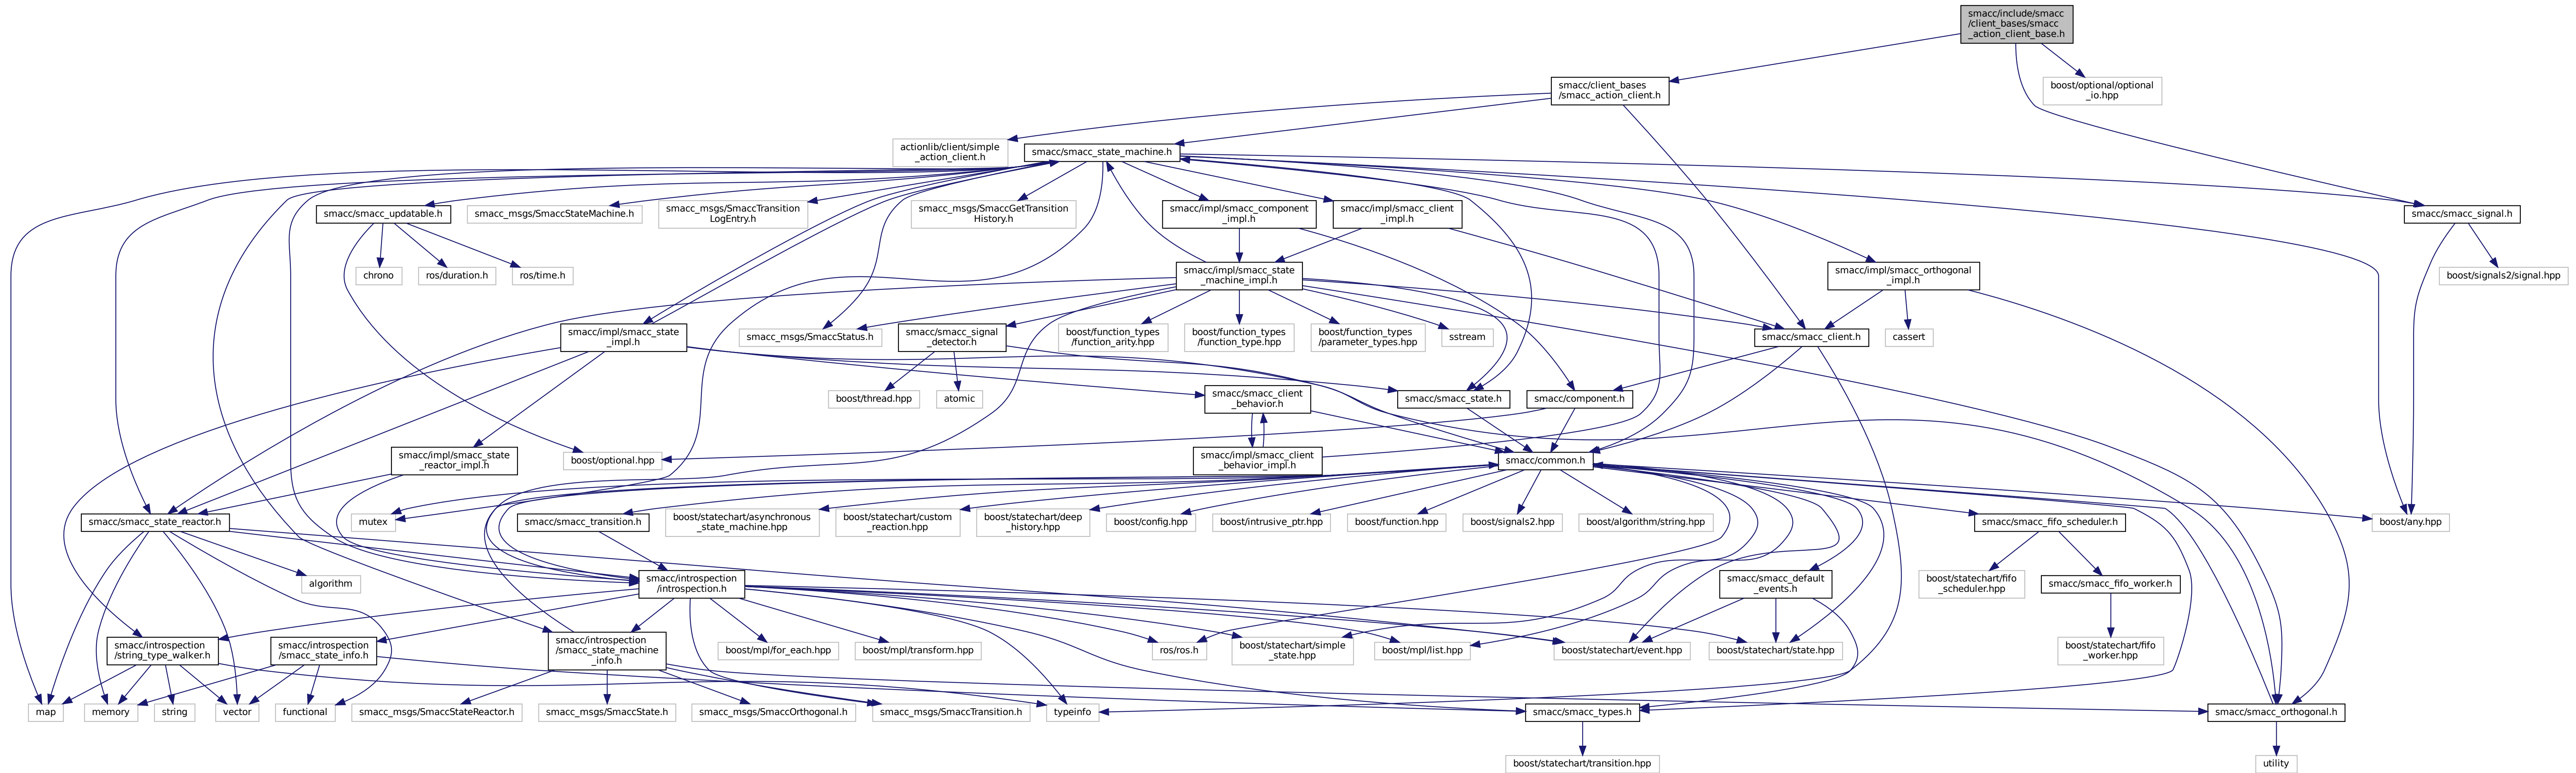 smacc/include/smacc
/client_bases/smacc
_action_client_base.h
smacc/client_bases
/smacc_action_client.h
boost/optional/optional
_io.hpp
actionlib/client/simple
_action_client.h
smacc/smacc_state_machine.h
smacc/smacc_updatable.h
smacc_msgs/SmaccStateMachine.h
smacc_msgs/SmaccTransition
LogEntry.h
smacc_msgs/SmaccGetTransition
History.h
smacc/impl/smacc_component
_impl.h
smacc/impl/smacc_client
_impl.h
smacc/smacc_signal.h
chrono
ros/duration.h
ros/time.h
smacc/impl/smacc_state
_machine_impl.h
smacc/impl/smacc_orthogonal
_impl.h
boost/signals2/signal.hpp
smacc/impl/smacc_state
_impl.h
smacc_msgs/SmaccStatus.h
smacc/smacc_signal
_detector.h
boost/function_types
/function_arity.hpp
boost/function_types
/function_type.hpp
boost/function_types
/parameter_types.hpp
sstream
smacc/smacc_client.h
cassert
boost/thread.hpp
atomic
smacc/smacc_client
_behavior.h
smacc/smacc_state.h
smacc/component.h
smacc/impl/smacc_state
_reactor_impl.h
boost/optional.hpp
smacc/impl/smacc_client
_behavior_impl.h
smacc/common.h
smacc/smacc_state_reactor.h
mutex
smacc/smacc_transition.h
boost/statechart/asynchronous
_state_machine.hpp
boost/statechart/custom
_reaction.hpp
boost/statechart/deep
_history.hpp
boost/config.hpp
boost/intrusive_ptr.hpp
boost/function.hpp
boost/signals2.hpp
boost/algorithm/string.hpp
smacc/smacc_fifo_scheduler.h
boost/any.hpp
algorithm
smacc/introspection
/introspection.h
smacc/smacc_default
_events.h
boost/statechart/fifo
_scheduler.hpp
smacc/smacc_fifo_worker.h
smacc/introspection
/string_type_walker.h
smacc/introspection
/smacc_state_info.h
smacc/introspection
/smacc_state_machine
_info.h
boost/mpl/for_each.hpp
boost/mpl/transform.hpp
ros/ros.h
boost/statechart/simple
_state.hpp
boost/mpl/list.hpp
boost/statechart/event.hpp
boost/statechart/state.hpp
boost/statechart/fifo
_worker.hpp
map
memory
string
vector
functional
smacc_msgs/SmaccStateReactor.h
smacc_msgs/SmaccState.h
smacc_msgs/SmaccOrthogonal.h
smacc_msgs/SmaccTransition.h
typeinfo
smacc/smacc_types.h
smacc/smacc_orthogonal.h
boost/statechart/transition.hpp
utility